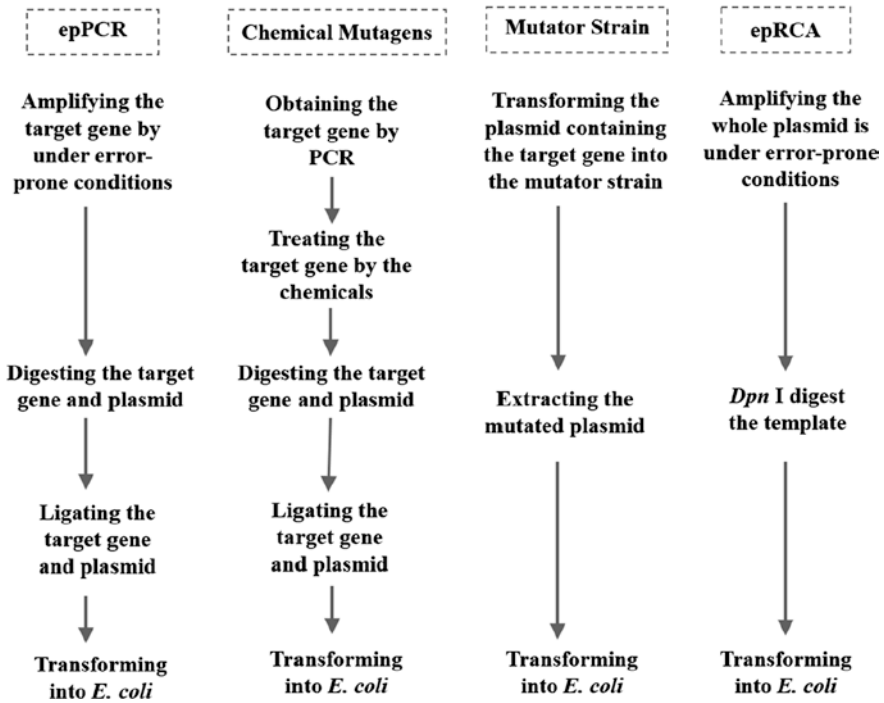 epPCR
Amplifying the
target gene by
under error-
prone conditions
Digesting the target
gene and plasmid
Ligating the
target gene
and plasmid
Transforming
into E. coli
Chemical Mutagens
Obtaining the
target gene by
PCR
Treating the
target gene by the
chemicals
Digesting the target
gene and plasmid
Ligating the
target gene
and plasmid
Transforming
into E. coli
Mutator Strain
Transforming the
plasmid containing
the target gene into
the mutator strain
Extracting the
mutated plasmid
Transforming
into E. coli
epRCA
Amplifying the
whole plasmid is
under error-prone
conditions
Dpn I digest
the template
Transforming
into E. coli